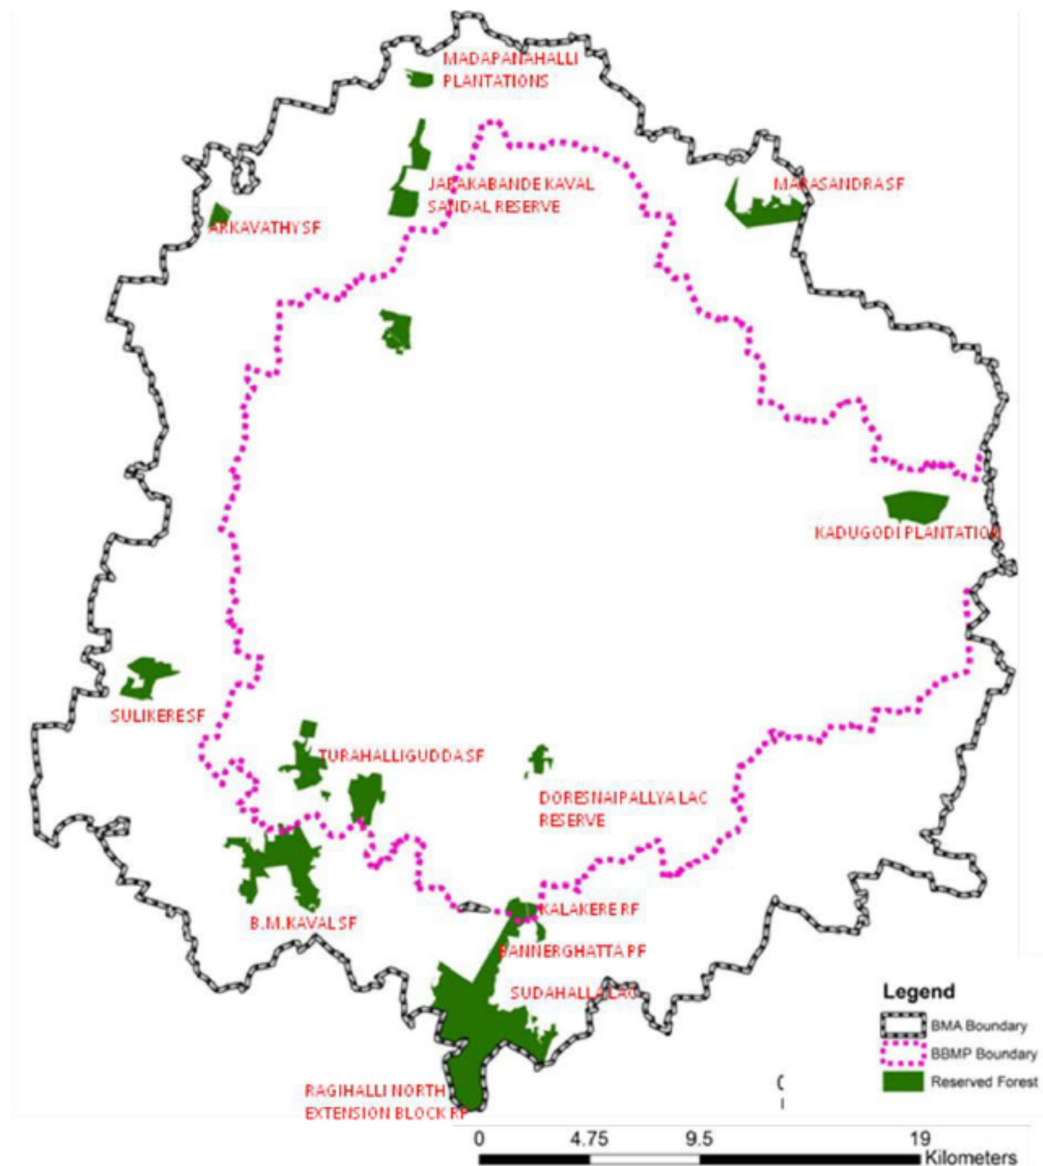 MADAPANAHALLI
PLANTATIONS
JARAKABANDE KAVAL
SANDAL RESERVE
MARASANDRA SF
ARKAVATHY SF
KADUGODI PLANTATION
SULIKERE SF
TURAHALLIGUDDA SF
DORESNAIPALLYA LAC
RESERVE
B.M.KAVAL SF
KALAKERE RF
BANNERGHATTA PF
SUDAHALLA LAC
RAGIHALLI NORTH
EXTENSION BLOCK RF
Legend
BMA Boundary
BBMP Boundary
Reserved Forest
0 4.75 9.5 19
Kilometers